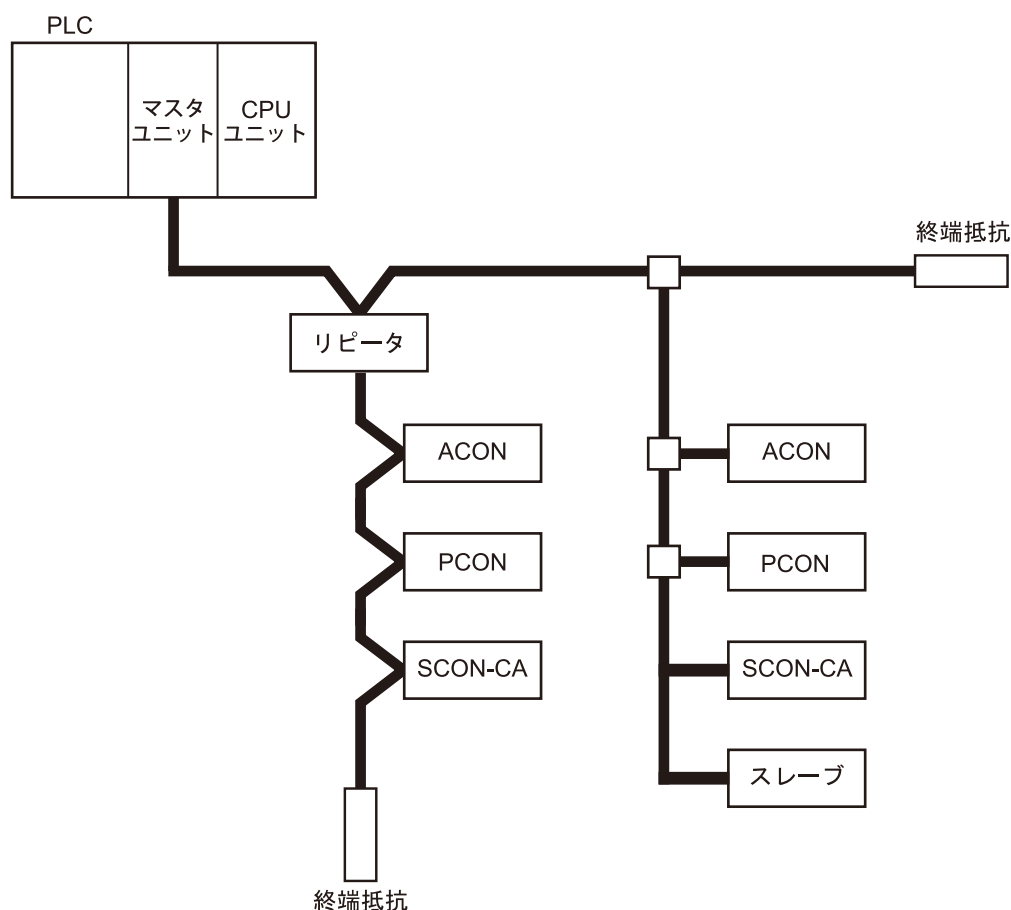 PLC
マスタ
ユニット
CPU
ユニット
終端抵抗
リピータ
ACON
ACON
PCON
PCON
SCON-CA
SCON-CA
スレーブ
終端抵抗